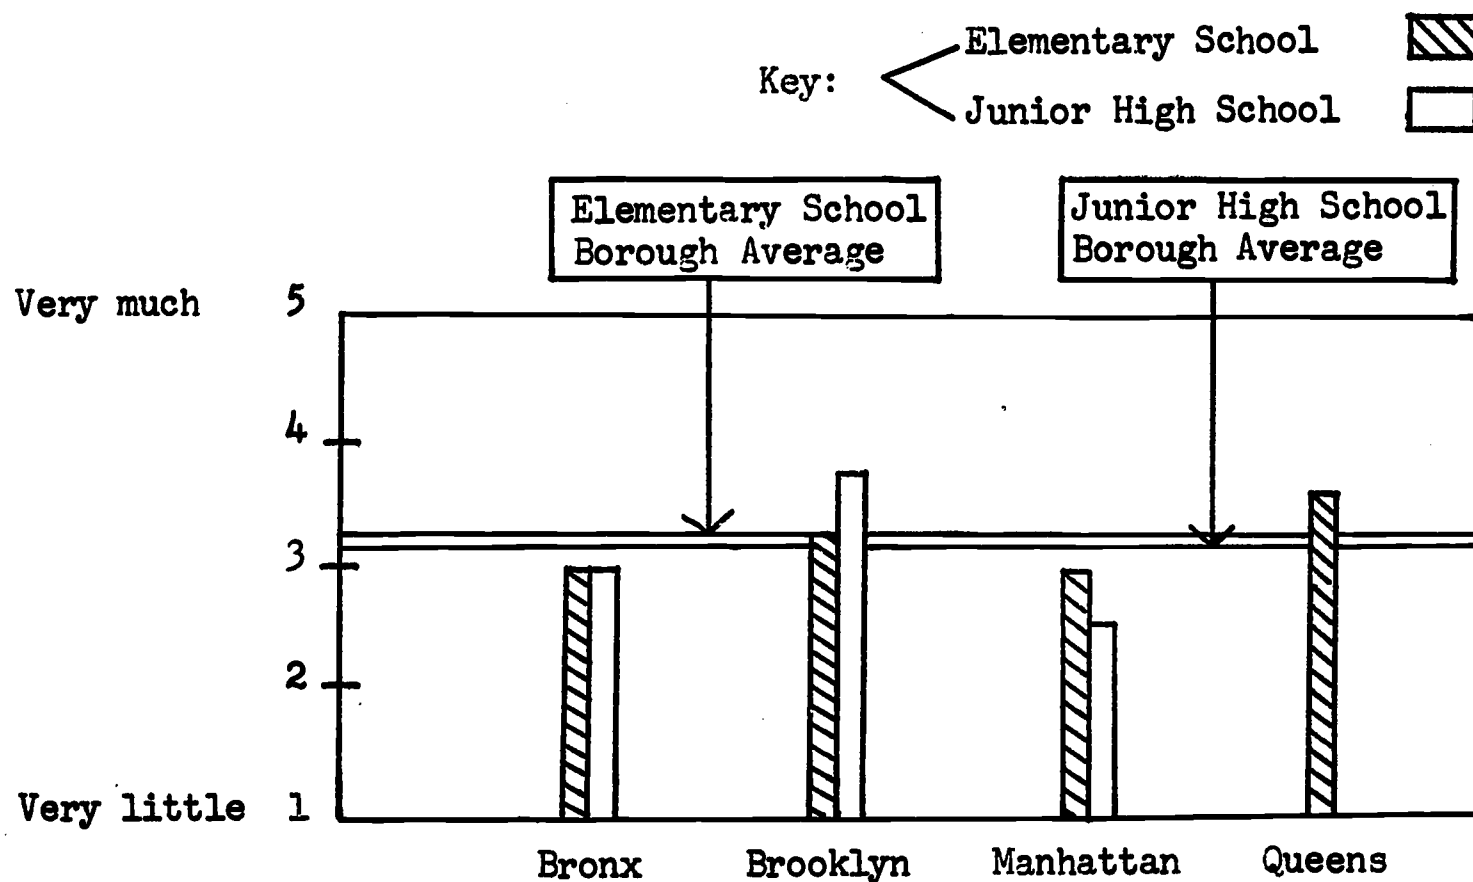 Elementary School
Key:
Junior High School
Elementary School
Borough Average
Junior High School
Borough Average
Very much 5
4
3
2
Very little 1
Bronx Brooklyn Manhattan Queens